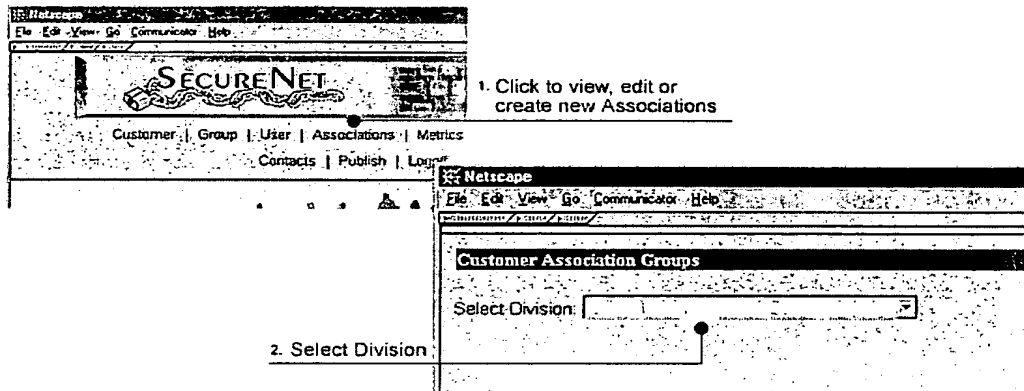 Netscape
File Edit View Go Communicator Help
SECURENET
1. Click to view, edit or
create new Associations
Customer | Group | User | Associations | Metrics
Contacts | Publish | Logoff
Netscape
File Edit View Go Communicator Help
Customer Association Groups
Select Division:
2. Select Division